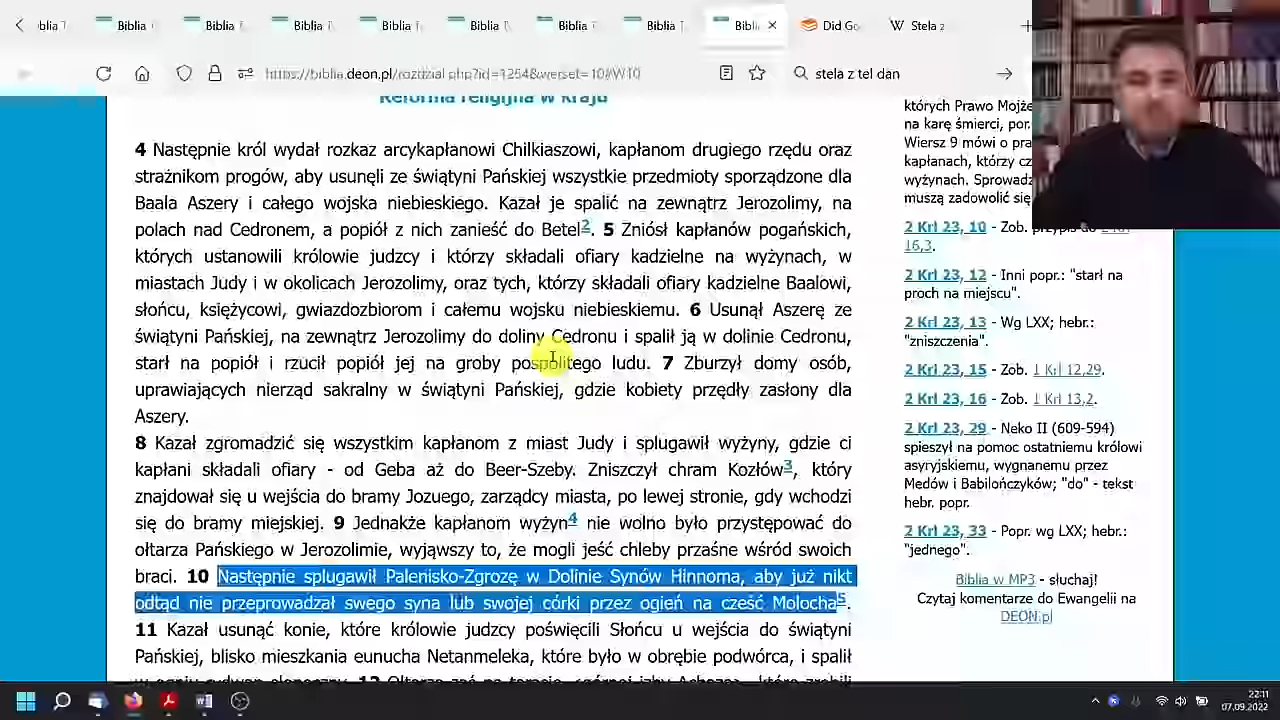 Biblia
Biblia
Biblia
Biblia
Biblia
Biblia
Biblia
Did Go
Stela z
https://biblia.deon.pl/rozdzial.php?id=1254&werset=10#W10
stela z tel dan
Reforma religijna w kraju
4 Następnie król wydał rozkaz arcykapłanowi Chilkiaszowi, kapłanom drugiego rzędu oraz
strażnikom progów, aby usunęli ze świątyni Pańskiej wszystkie przedmioty sporządzone dla
Baala Aszery i całego wojska niebieskiego. Kazał je spalić na zewnątrz Jerozolimy, na
polach nad Cedronem, a popiół z nich zanieść do Betel2. 5 Zniósł kapłanów pogańskich,
których ustanowili królowie judzcy i którzy składali ofiary kadzielne na wyżynach, w
miastach Judy i w okolicach Jerozolimy, oraz tych, którzy składali ofiary kadzielne Baalowi,
słońcu, księżycowi, gwiazdozbiorom i całemu wojsku niebieskiemu. 6 Usunął Aszerę ze
świątyni Pańskiej, na zewnątrz Jerozolimy do doliny Cedronu i spalił ją w dolinie Cedronu,
starł na popiół i rzucił popiół jej na groby pospolitego ludu. 7 Zburzył domy osób,
uprawiających nierząd sakralny w świątyni Pańskiej, gdzie kobiety przędły zasłony dla
Aszery.
8 Kazał zgromadzić się wszystkim kapłanom z miast Judy i splugawił wyżyny, gdzie ci
kapłani składali ofiary - od Geba aż do Beer-Szeby. Zniszczył chram Kozłów3, który
znajdował się u wejścia do bramy Jozuego, zarządcy miasta, po lewej stronie, gdy wchodzi
się do bramy miejskiej. 9 Jednakże kapłanom wyżyn4 nie wolno było przystępować do
ołtarza Pańskiego w Jerozolimie, wyjąwszy to, że mogli jeść chleby przaśne wśród swoich
braci. 10 Następnie splugawił Palenisko-Zgrozę w Dolinie Synów Hinnoma, aby już nikt
odtąd nie przeprowadzał swego syna lub swojej córki przez ogień na cześć Molocha5.
11 Kazał usunąć konie, które królowie judzcy poświęcili Słońcu u wejścia do świątyni
Pańskiej, blisko mieszkania eunucha Netanmeleka, które było w obrębie podwórca, i spalił
których Prawo Mojże
na karę śmierci, por.
Wiersz 9 mówi o pra
kapłanach, którzy cz
wyżynach. Sprowadz
muszą zadowolić się
2 Krl 23, 10 - Zob. przypis do
16,3.
2 Krl 23, 12 - Inni popr.: "starł na
proch na miejscu".
2 Krl 23, 13 - Wg LXX; hebr.:
"zniszczenia".
2 Krl 23, 15 - Zob. 1 Krl 12,29.
2 Krl 23, 16 - Zob. 1 Krl 13,2.
2 Krl 23, 29 - Neko II (609-594)
spieszył na pomoc ostatniemu królowi
asyryjskiemu, wygnanemu przez
Medów i Babilończyków; "do" - tekst
hebr. popr.
2 Krl 23, 33 - Popr. wg LXX; hebr.:
"jednego".
Biblia w MP3 - słuchaj!
Czytaj komentarze do Ewangelii na
DEON.pl
22:11
07.09.2022